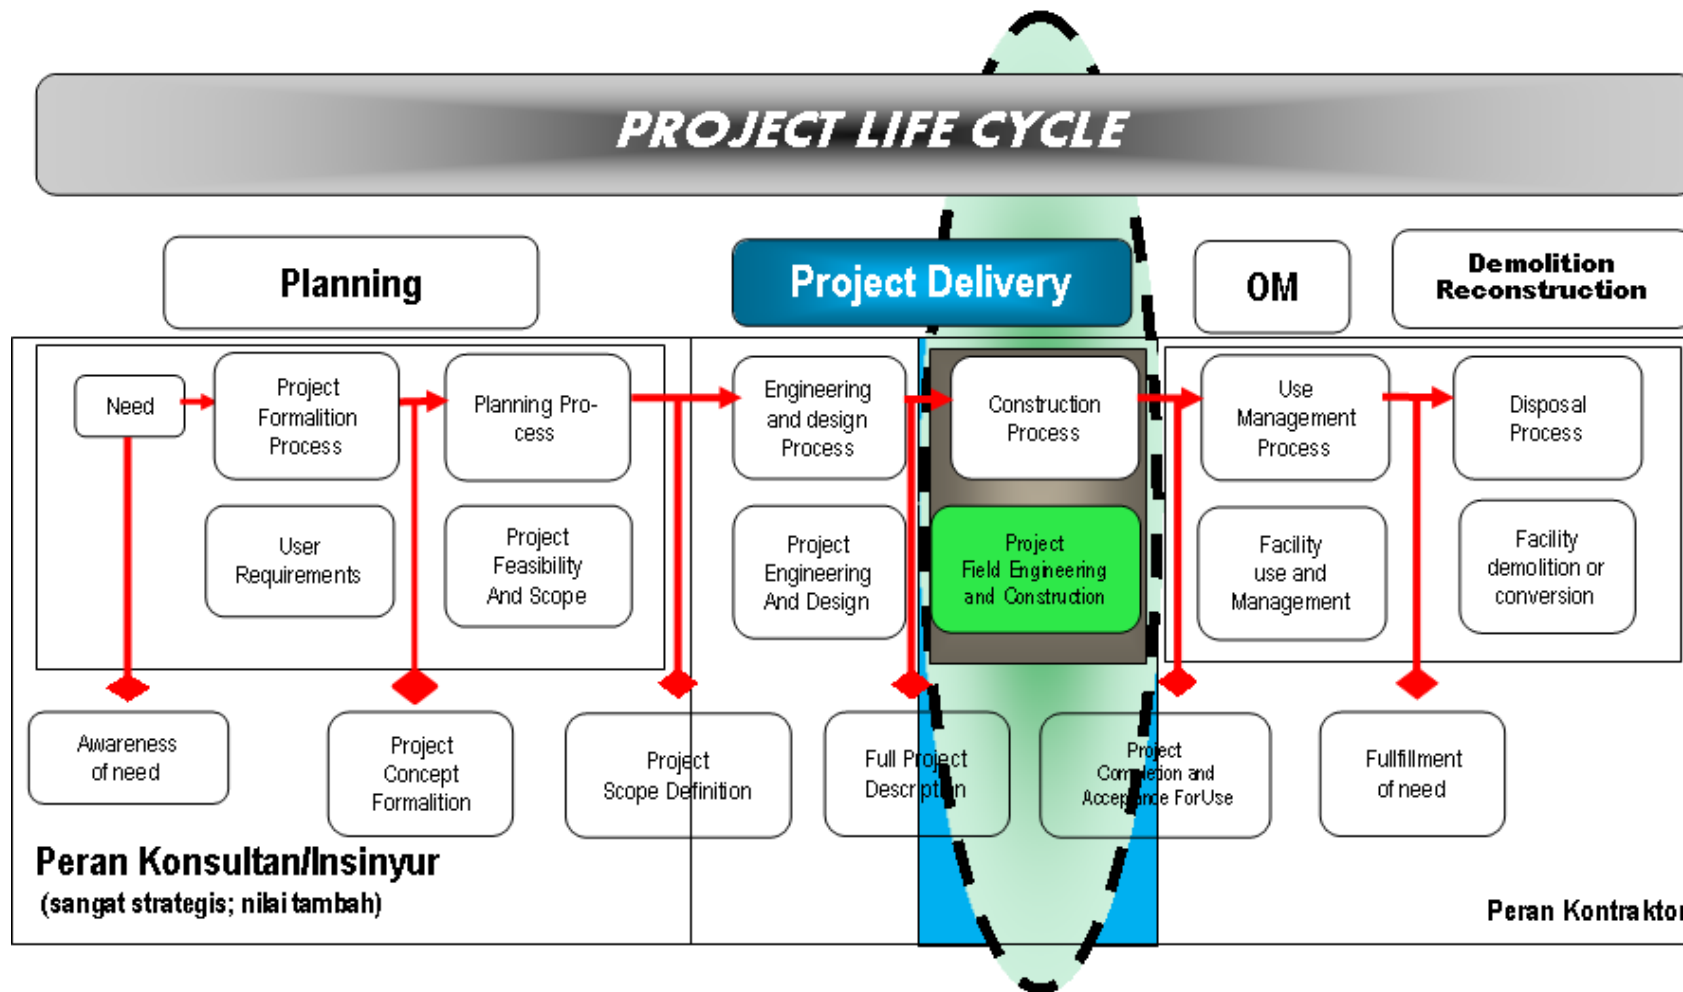 PROJECT LIFE CYCLE
Planning
Project Delivery
OM
Demolition
Reconstruction
Need
Project
Formalition
Process
Planning Pro-
cess
Engineering
and design
Process
Construction
Process
Use
Management
Process
Disposal
Process
User
Requirements
Project
Feasibility
And Scope
Project
Engineering
And Design
Project
Field Engineering
and Construction
Facility
use and
Management
Facility
demolition or
conversion
Awareness
of need
Project
Concept
Formalition
Project
Scope Definition
Full Project
Description
Project
Completion and
Acceptance For Use
Fullfillment
of need
Peran Konsultan/Insinyur
(sangat strategis; nilai tambah)
Peran Kontraktor